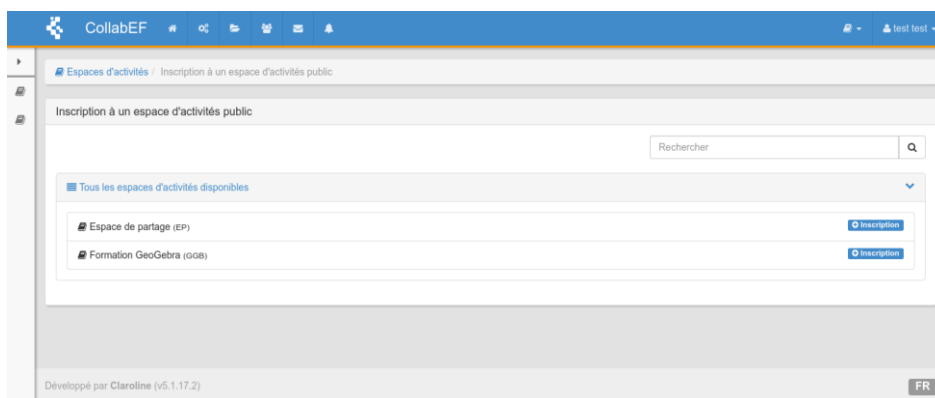 CollabEF
test test
Espaces d'activités / Inscription à un espace d'activités public
Inscription à un espace d'activités public
Rechercher
Tous les espaces d'activités disponibles
Espace de partage (EP)
Inscription
Formation GeoGebra (GGB)
Inscription
Développé par Claroline (v5.1.17.2)
FR